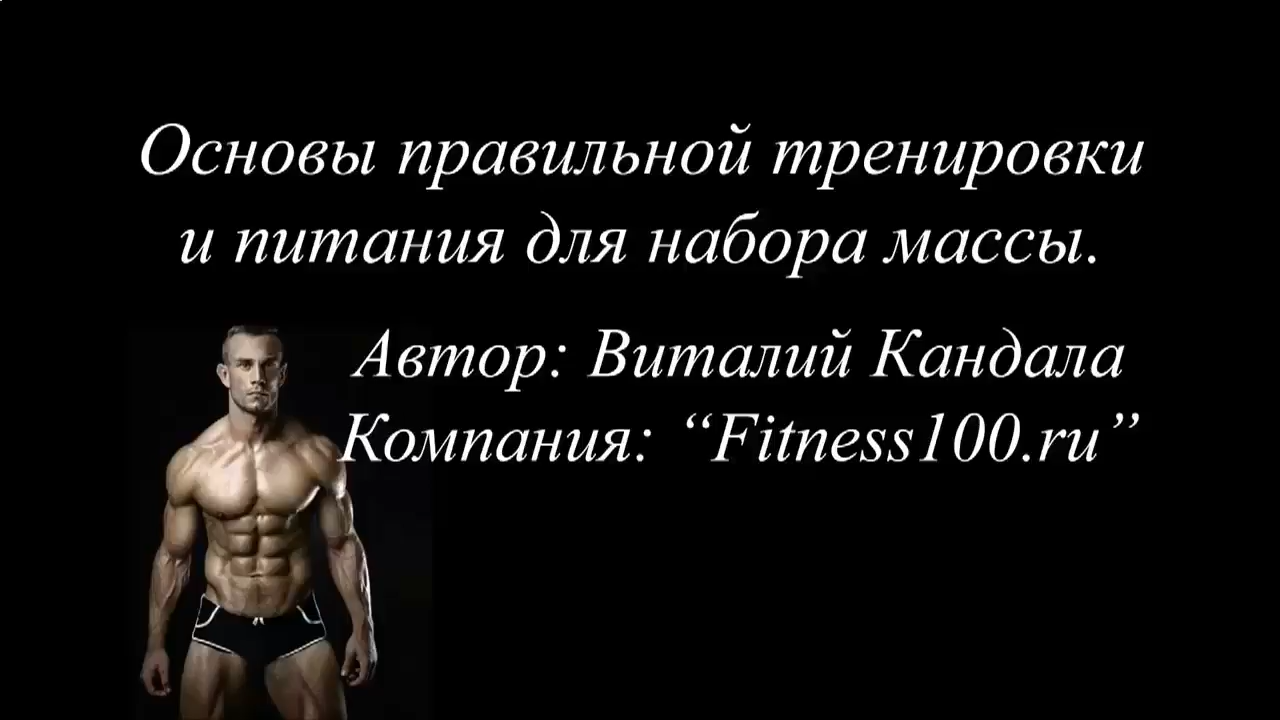 Основы правильной тренировки
и питания для набора массы.
Автор: Виталий Кандала
Компания: “Fitness100.ru”